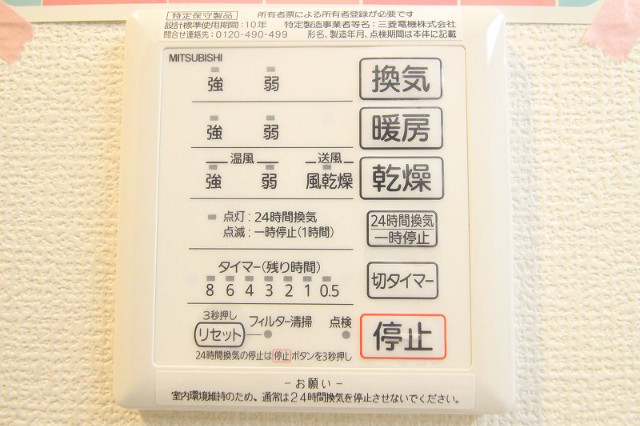 特定保守製品 所有者票による所有者登録が必要です
設計標準使用期間：10年 特定製造事業者等名：三菱電機株式会社
問合せ連絡先：0120-490-499 形名、製造年月、点検期間は本体に記載
MITSUBISHI
強 弱 換気
強 弱 暖房
温風 送風
強 弱 風乾燥 乾燥
点灯：24時間換気
点滅：一時停止(1時間)
24時間換気
一時停止
タイマー(残り時間)
8 6 4 3 2 1 0.5
切タイマー
3秒押し
リセット フィルター清掃 点検
停止
24時間換気の停止は停止ボタンを3秒押し
−お願い−
室内環境維持のため、通常は24時間換気を停止させないでください。